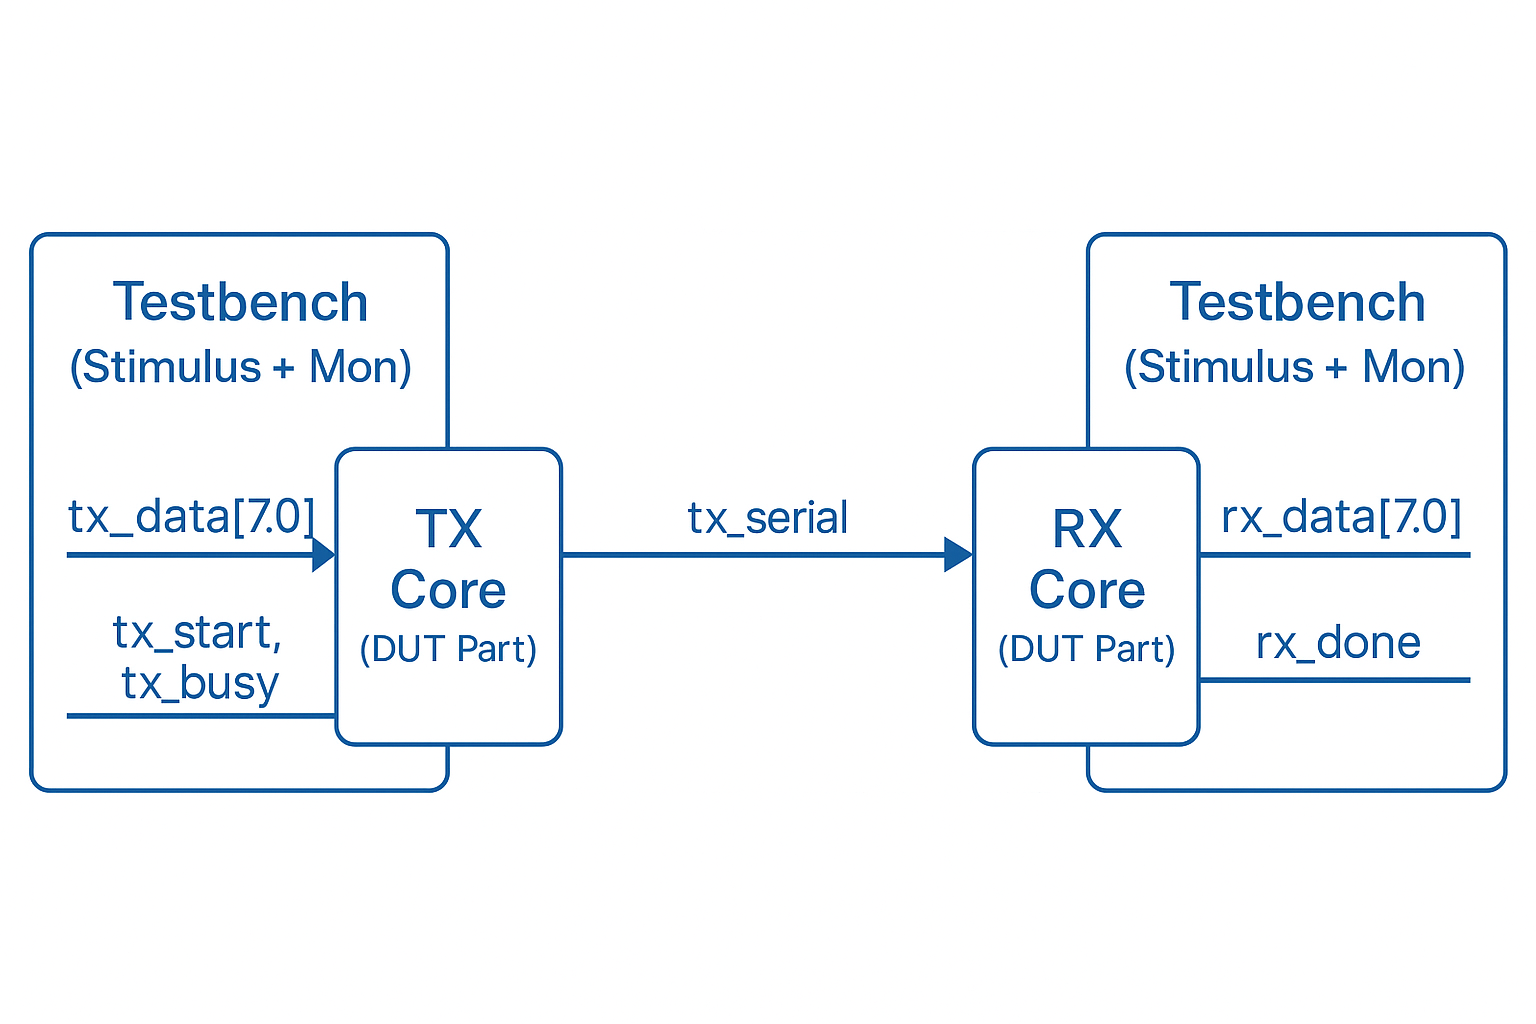 Testbench
(Stimulus + Mon)
tx_data[7.0]
tx_start,
tx_busy
TX
Core
(DUT Part)
tx_serial
RX
Core
(DUT Part)
Testbench
(Stimulus + Mon)
rx_data[7.0]
rx_done